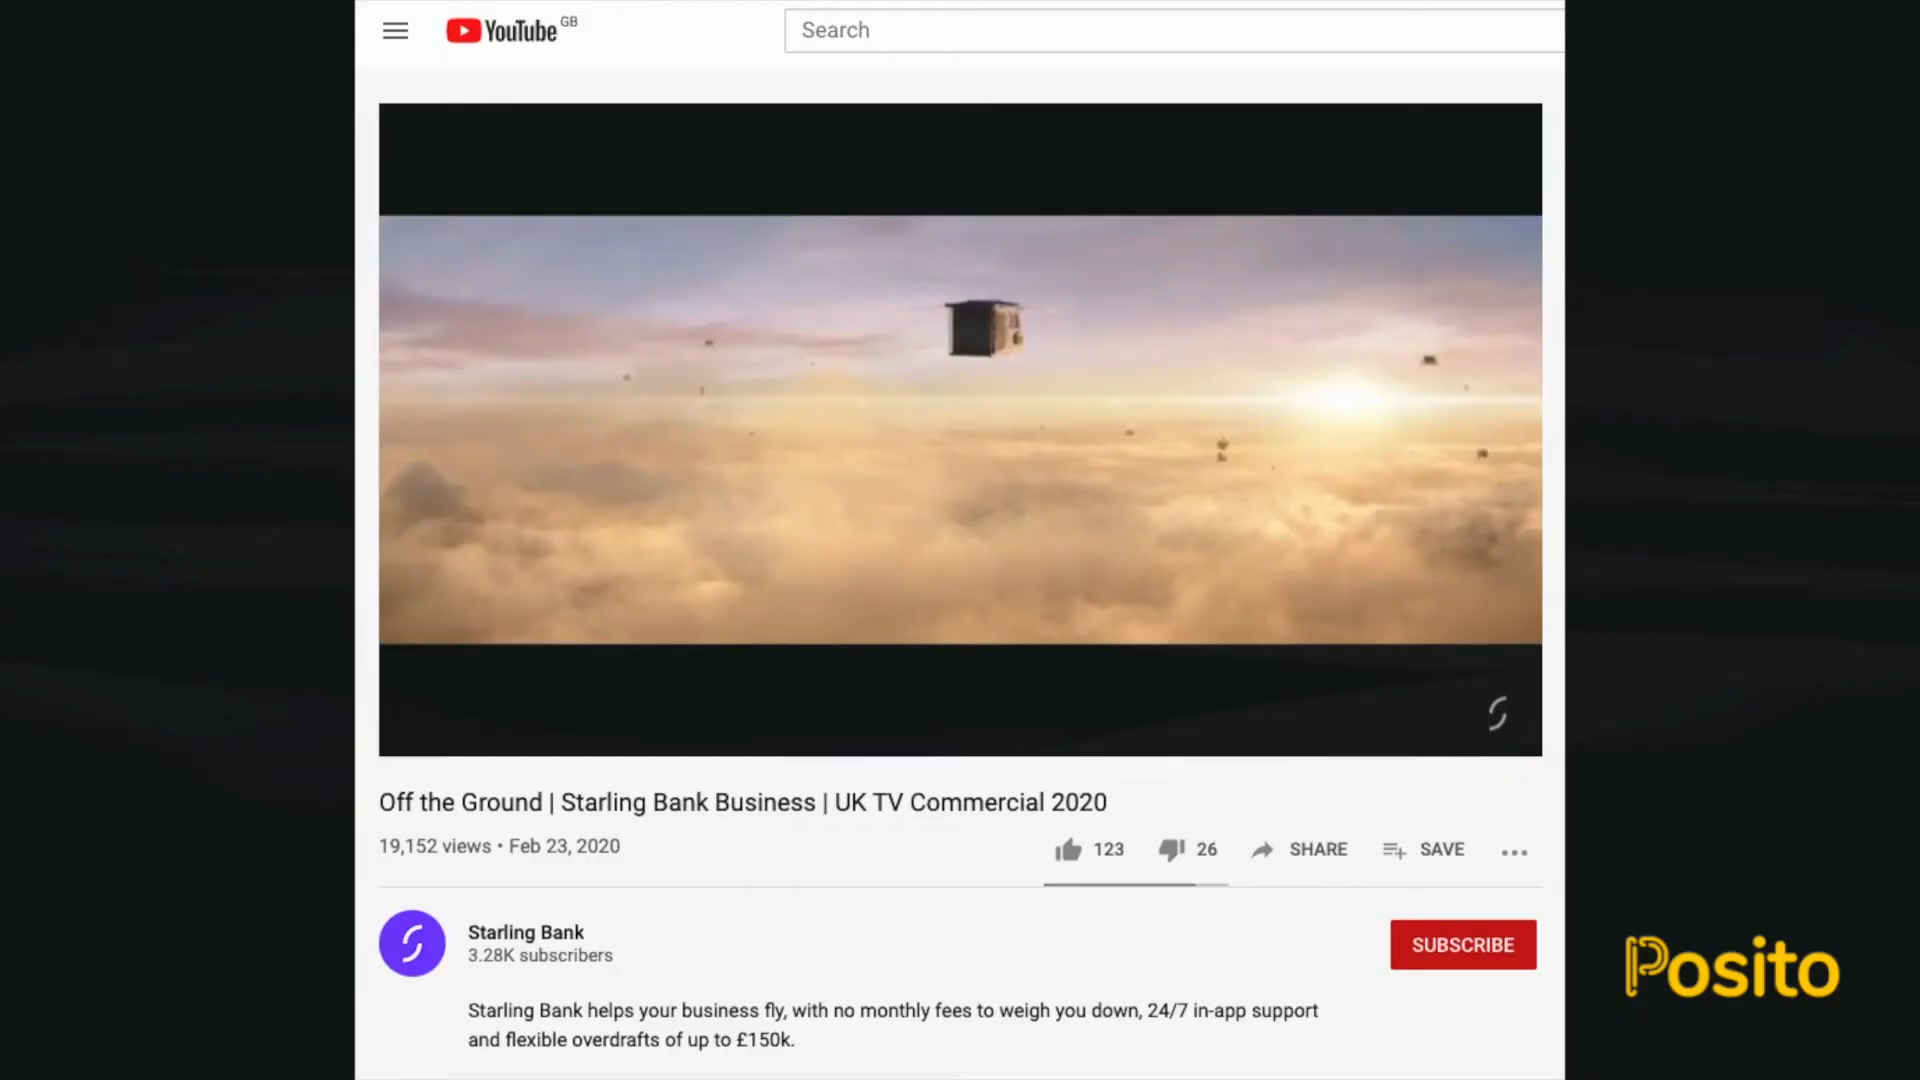 YouTube GB
Search
Off the Ground | Starling Bank Business | UK TV Commercial 2020
19,152 views • Feb 23, 2020
123
26
SHARE
SAVE
Starling Bank
3.28K subscribers
SUBSCRIBE
Starling Bank helps your business fly, with no monthly fees to weigh you down, 24/7 in-app support
and flexible overdrafts of up to £150k.
Posito